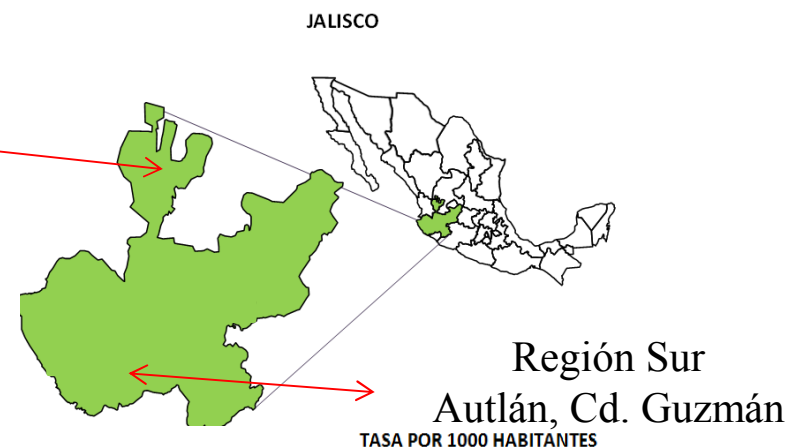 JALISCO
Región Sur
Autlán, Cd. Guzmán
TASA POR 1000 HABITANTES